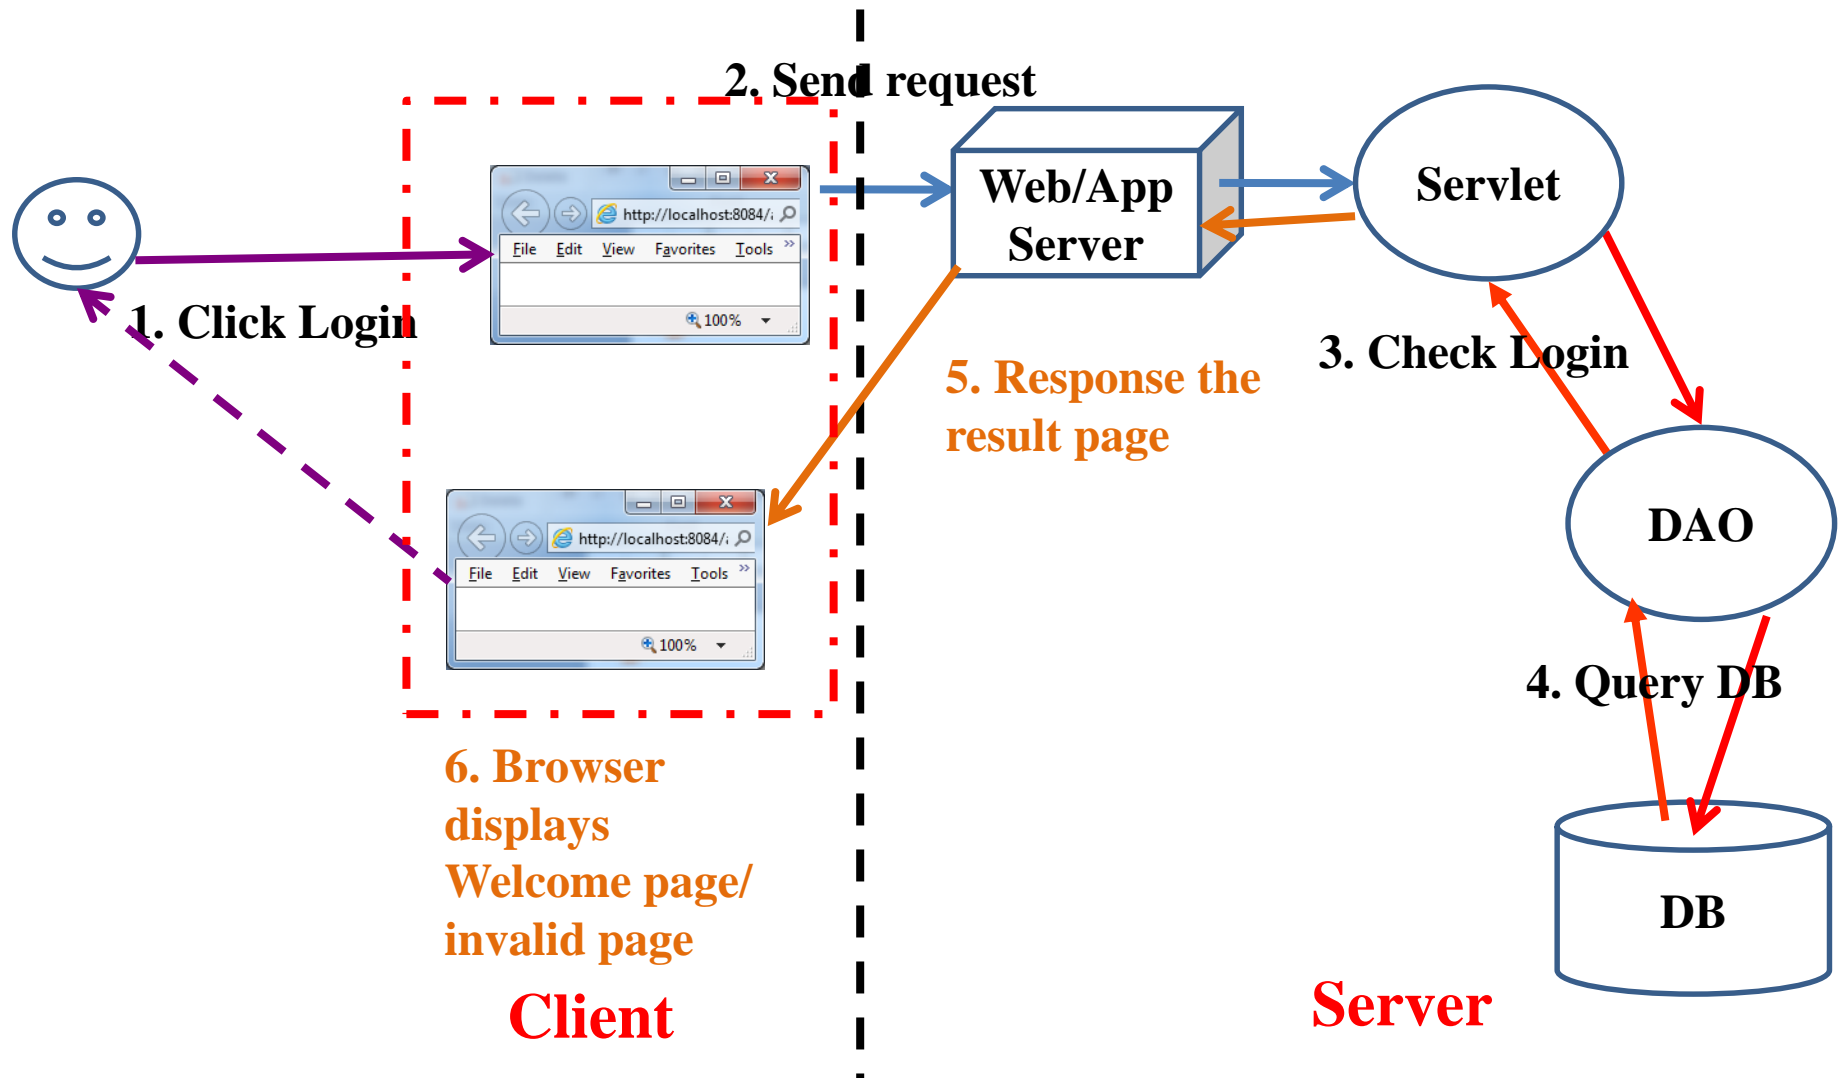 2. Send request
Web/App
Server
Servlet
http://localhost:8084/
File Edit View Favorites Tools »
100%
1. Click Login
3. Check Login
5. Response the
result page
http://localhost:8084/
File Edit View Favorites Tools »
100%
DAO
4. Query DB
6. Browser
displays
Welcome page/
invalid page
DB
Client
Server